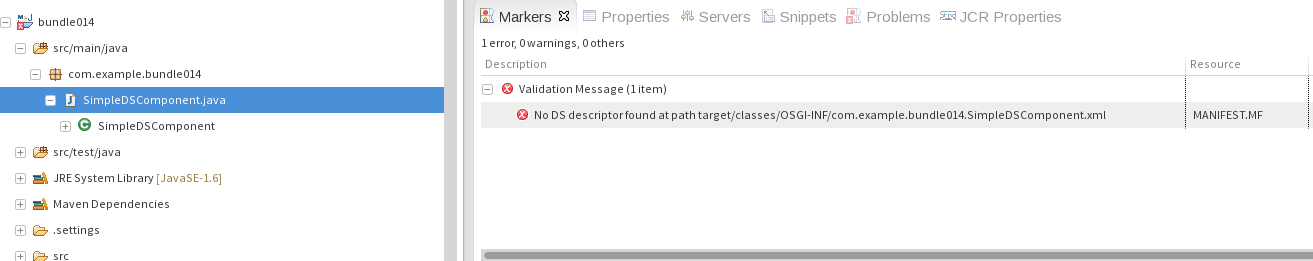 bundle014
src/main/java
com.example.bundle014
SimpleDSComponent.java
SimpleDSComponent
src/test/java
JRE System Library [JavaSE-1.6]
Maven Dependencies
.settings
src
Markers Properties Servers Snippets Problems JCR Properties
1 error, 0 warnings, 0 others
Description Resource
Validation Message (1 item)
No DS descriptor found at path target/classes/OSGI-INF/com.example.bundle014.SimpleDSComponent.xml MANIFEST.MF